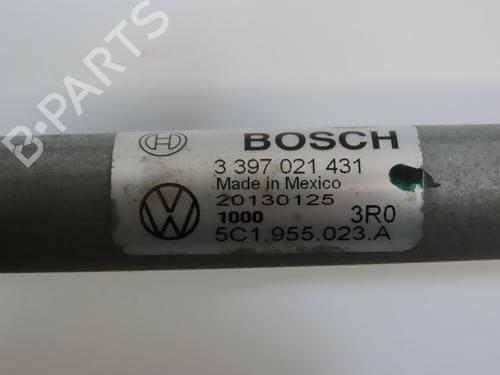 B-PARTS
BOSCH
3 397 021 431
Made in Mexico
20130125
1000 3R0
5C1.955.023.A